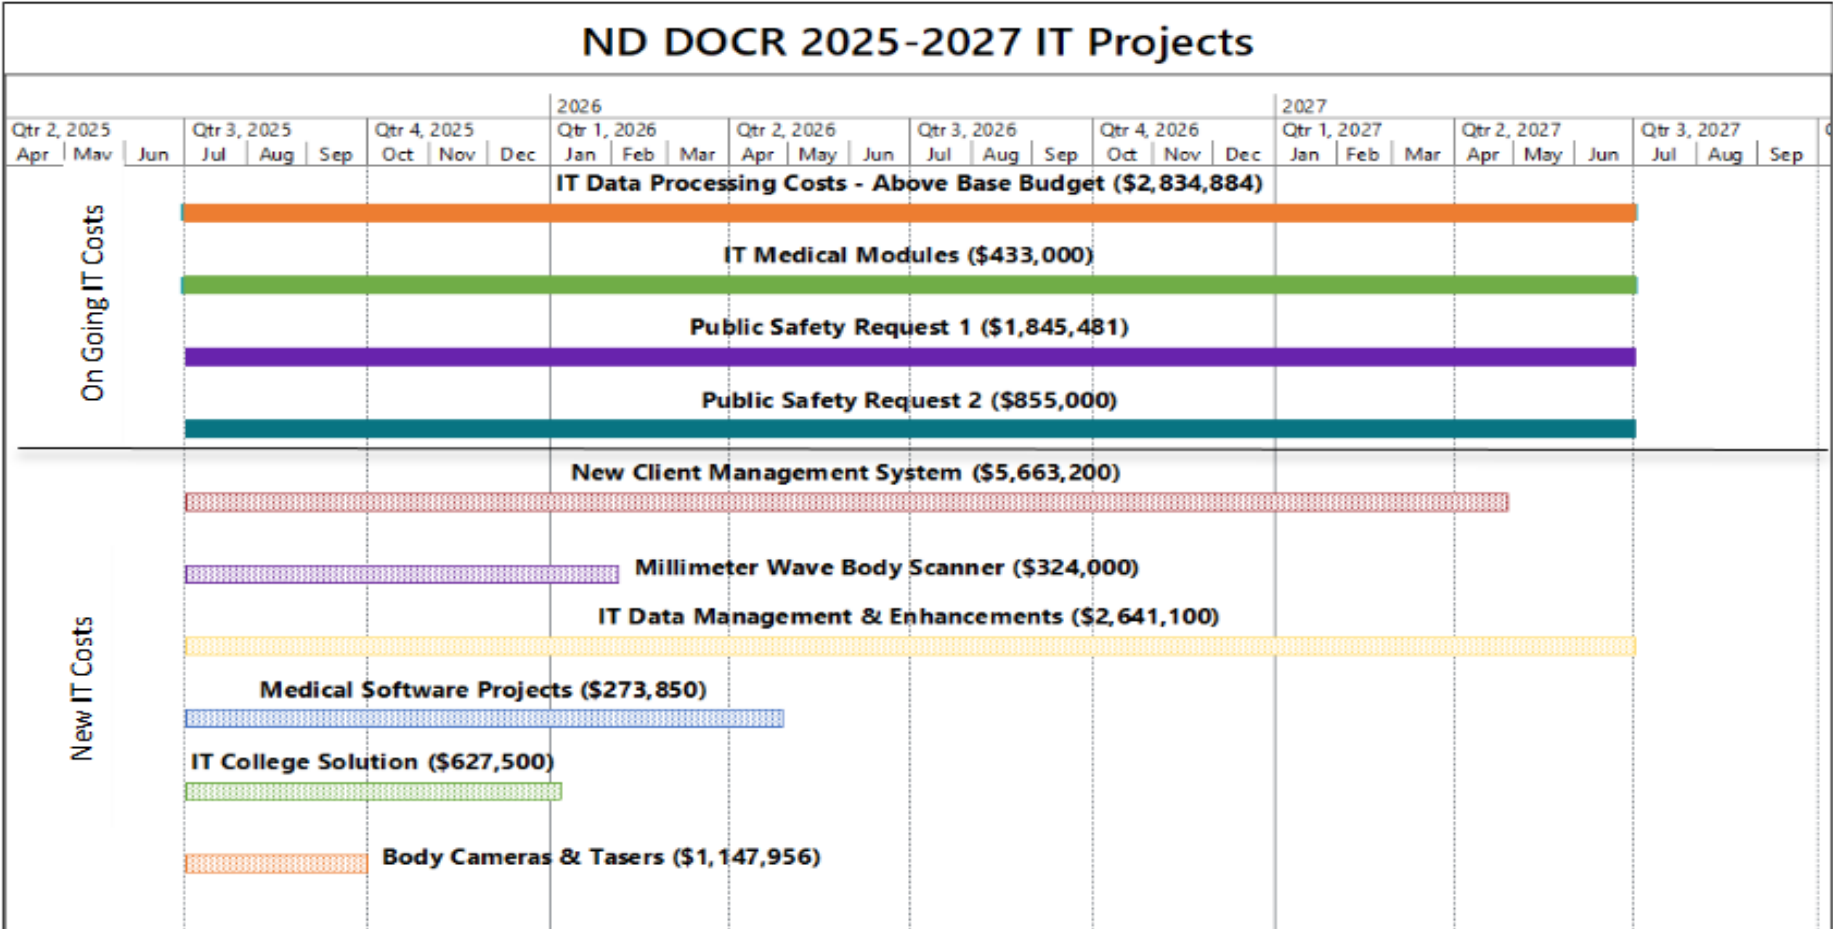 ND DOCR 2025-2027 IT Projects
2026 2027
Qtr 2, 2025 Qtr 3, 2025 Qtr 4, 2025 Qtr 1, 2026 Qtr 2, 2026 Qtr 3, 2026 Qtr 4, 2026 Qtr 1, 2027 Qtr 2, 2027 Qtr 3, 2027
Apr May Jun Jul Aug Sep Oct Nov Dec Jan Feb Mar Apr May Jun Jul Aug Sep Oct Nov Dec Jan Feb Mar Apr May Jun Jul Aug Sep
On Going IT Costs
IT Data Processing Costs - Above Base Budget ($2,834,884)
IT Medical Modules ($433,000)
Public Safety Request 1 ($1,845,481)
Public Safety Request 2 ($855,000)
New IT Costs
New Client Management System ($5,663,200)
Millimeter Wave Body Scanner ($324,000)
IT Data Management & Enhancements ($2,641,100)
Medical Software Projects ($273,850)
IT College Solution ($627,500)
Body Cameras & Tasers ($1,147,956)